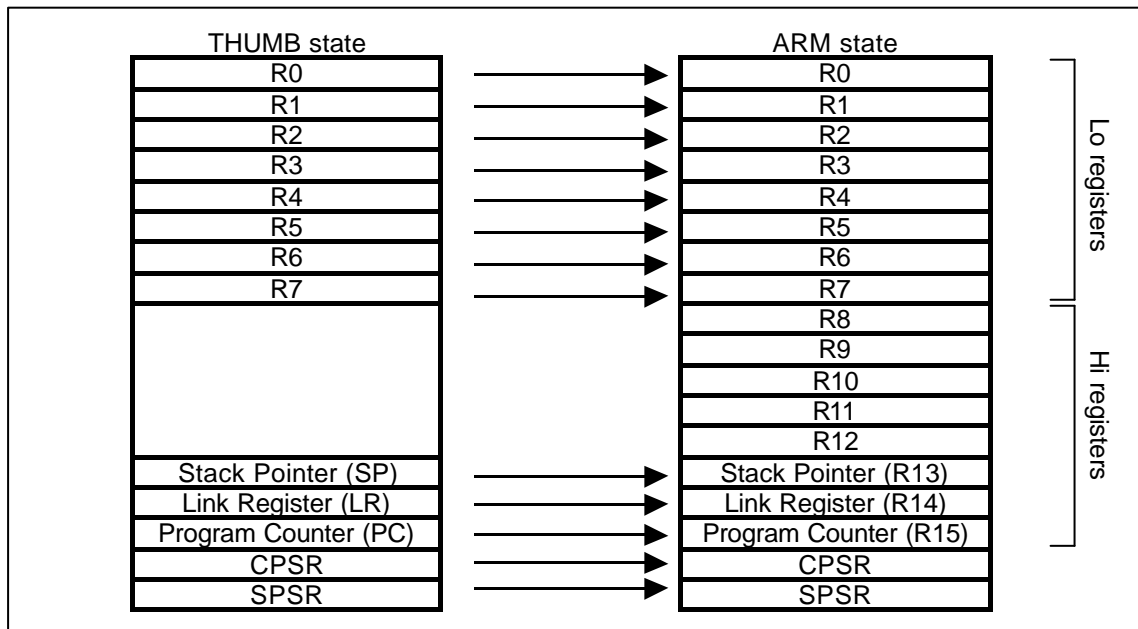 THUMB state
R0
R1
R2
R3
R4
R5
R6
R7
Stack Pointer (SP)
Link Register (LR)
Program Counter (PC)
CPSR
SPSR
ARM state
R0
R1
R2
R3
R4
R5
R6
R7
R8
R9
R10
R11
R12
Stack Pointer (R13)
Link Register (R14)
Program Counter (R15)
CPSR
SPSR
Lo registers
Hi registers